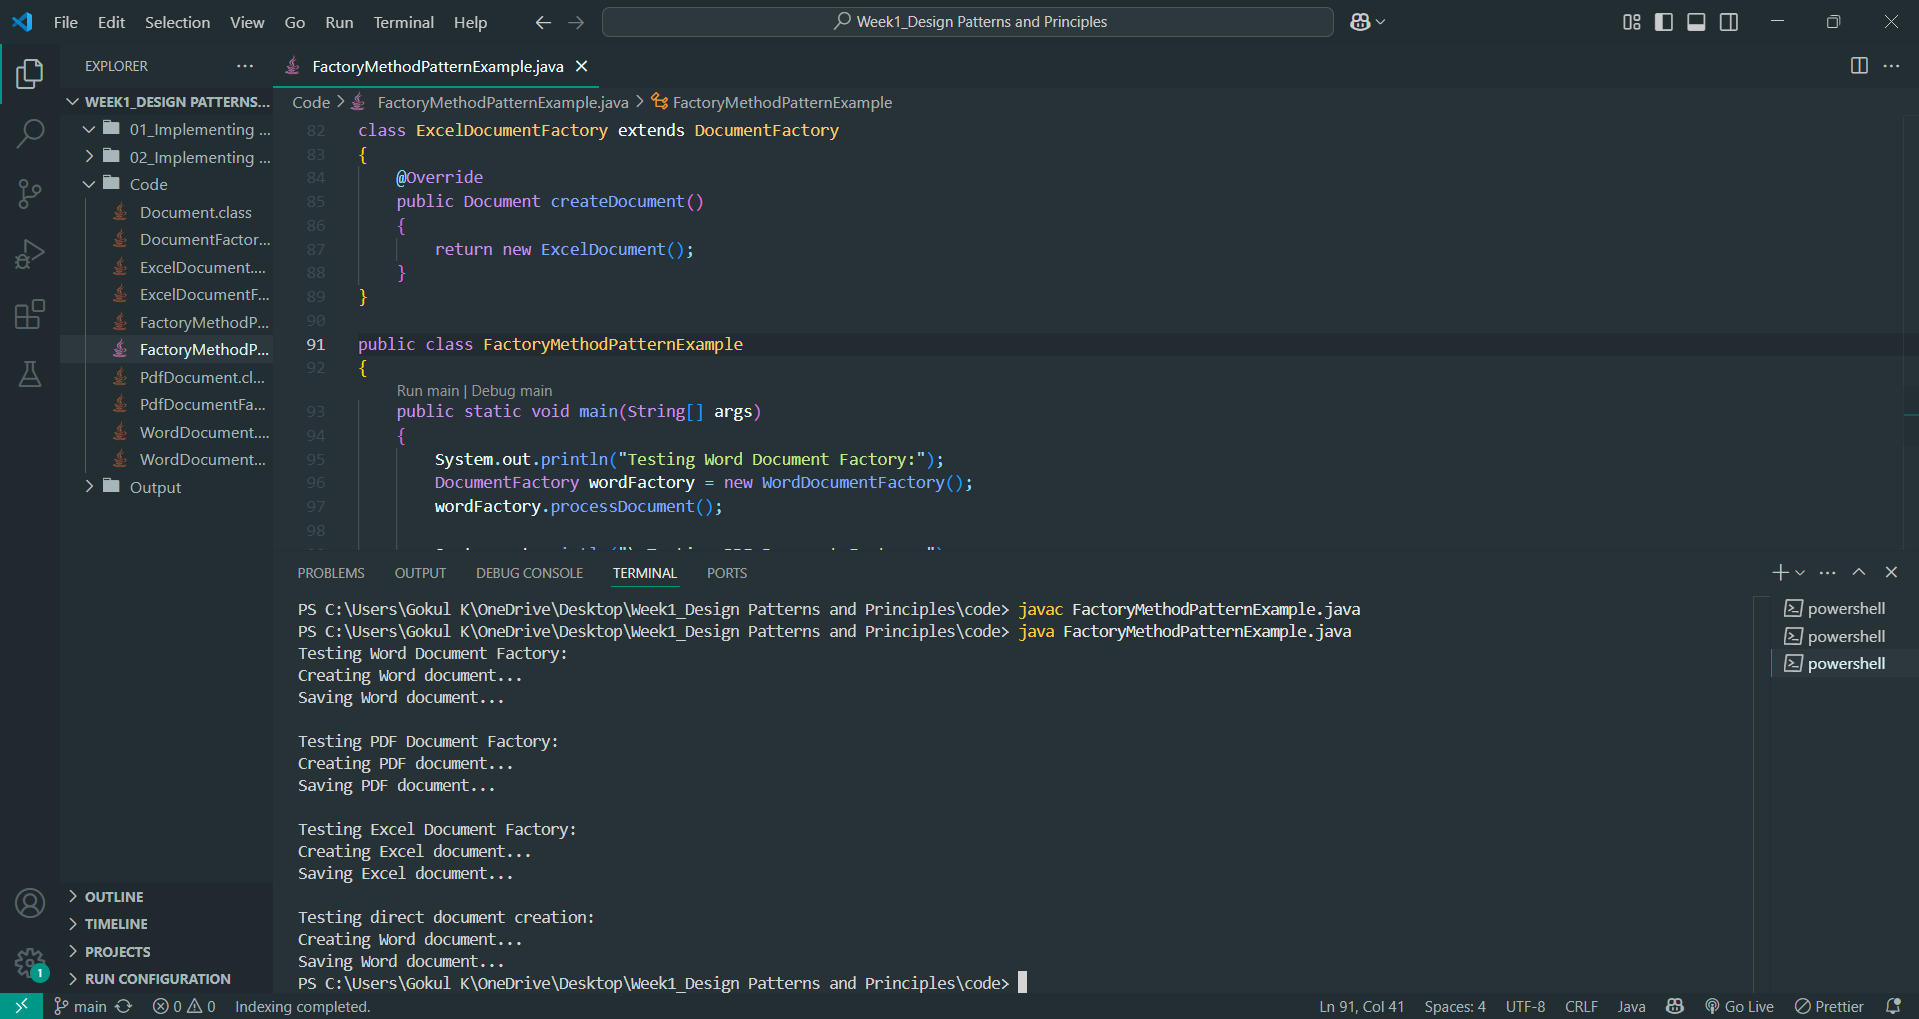 File Edit Selection View Go Run Terminal Help
Week1_Design Patterns and Principles
EXPLORER
WEEK1_DESIGN PATTERNS...
01_Implementing ...
02_Implementing ...
Code
Document.class
DocumentFactor...
ExcelDocument....
ExcelDocumentF...
FactoryMethodP...
FactoryMethodP...
PdfDocument.cl...
PdfDocumentFa...
WordDocument....
WordDocument...
Output
OUTLINE
TIMELINE
PROJECTS
RUN CONFIGURATION
FactoryMethodPatternExample.java
Code > FactoryMethodPatternExample.java > FactoryMethodPatternExample
82 class ExcelDocumentFactory extends DocumentFactory
83 {
84 @Override
85 public Document createDocument()
86 {
87 return new ExcelDocument();
88 }
89 }
90
91 public class FactoryMethodPatternExample
92 {
Run main | Debug main
93 public static void main(String[] args)
94 {
95 System.out.println("Testing Word Document Factory:");
96 DocumentFactory wordFactory = new WordDocumentFactory();
97 wordFactory.processDocument();
98
PROBLEMS OUTPUT DEBUG CONSOLE TERMINAL PORTS
PS C:\Users\Gokul K\OneDrive\Desktop\Week1_Design Patterns and Principles\code> javac FactoryMethodPatternExample.java
PS C:\Users\Gokul K\OneDrive\Desktop\Week1_Design Patterns and Principles\code> java FactoryMethodPatternExample.java
Testing Word Document Factory:
Creating Word document...
Saving Word document...
Testing PDF Document Factory:
Creating PDF document...
Saving PDF document...
Testing Excel Document Factory:
Creating Excel document...
Saving Excel document...
Testing direct document creation:
Creating Word document...
Saving Word document...
PS C:\Users\Gokul K\OneDrive\Desktop\Week1_Design Patterns and Principles\code>
powershell
powershell
powershell
1
main 0 0 Indexing completed.
Ln 91, Col 41 Spaces: 4 UTF-8 CRLF Java Go Live Prettier